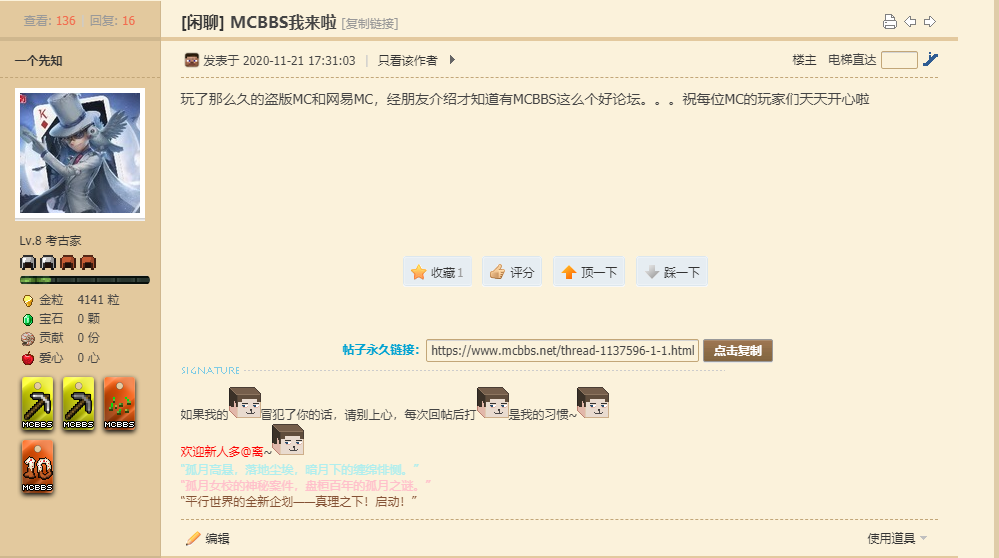 查看: 136 回复: 16
[闲聊] MCBBS我来啦 [复制链接]
一个先知
发表于 2020-11-21 17:31:03 | 只看该作者
楼主 电梯直达
玩了那么久的盗版MC和网易MC，经朋友介绍才知道有MCBBS这么个好论坛。。。祝每位MC的玩家们天天开心啦
K
Lv.8 考古家
金粒 4141 粒
宝石 0 颗
贡献 0 份
爱心 0 心
MCBBS MCBBS MCBBS
10
MCBBS
收藏 1 评分 顶一下 踩一下
帖子永久链接: https://www.mcbbs.net/thread-1137596-1-1.html 点击复制
SIGNATURE
如果我的冒犯了你的话，请别上心，每次回帖后打是我的习惯~
欢迎新人多@离~
“孤月高悬，落地尘埃，暗月下的缠绵悱恻。”
“孤月女校的神秘案件，盘桓百年的孤月之谜。”
“平行世界的全新企划——真理之下！启动！”
编辑
使用道具